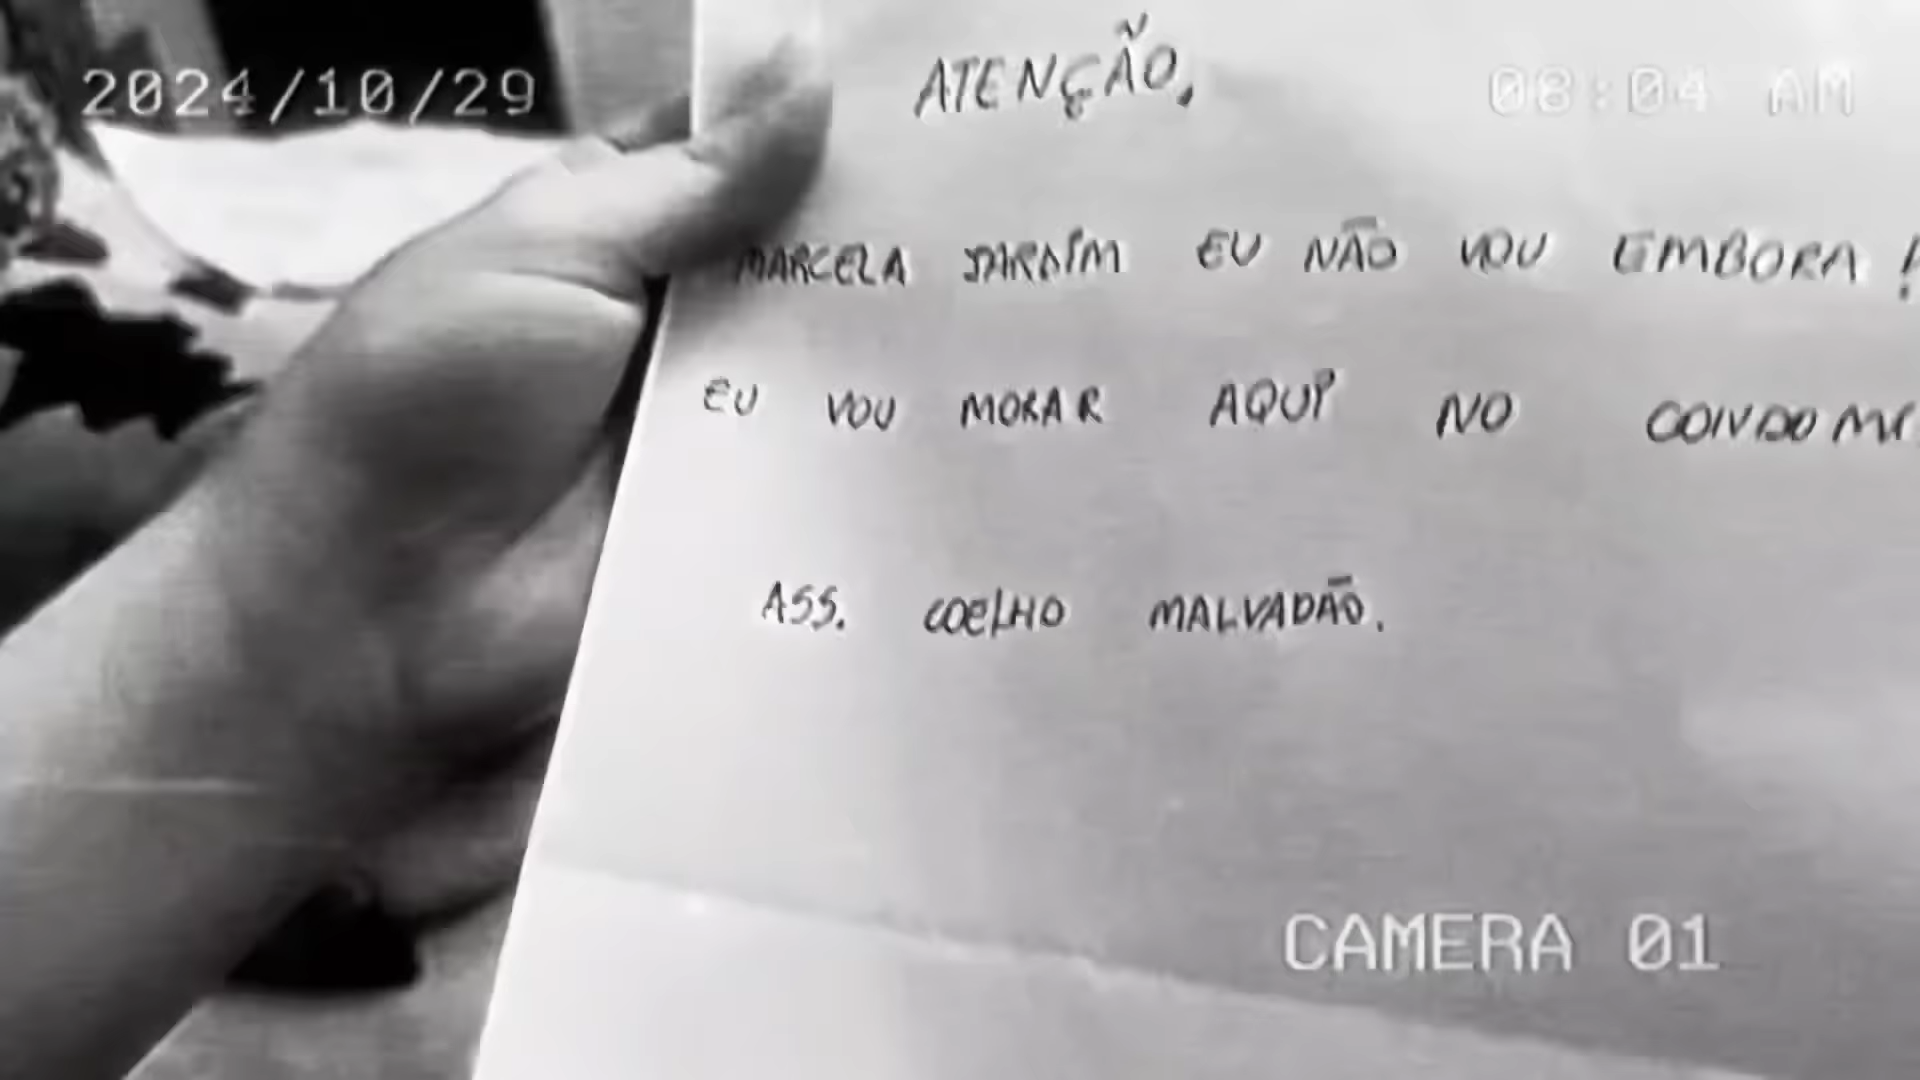 2024/10/29
08:04 AM
ATENÇÃO,
MARCELA JARDIM EU NÃO VOU EMBORA!
EU VOU MORAR AQUI NO
ASS. COELHO MALVADÃO.
CAMERA 01